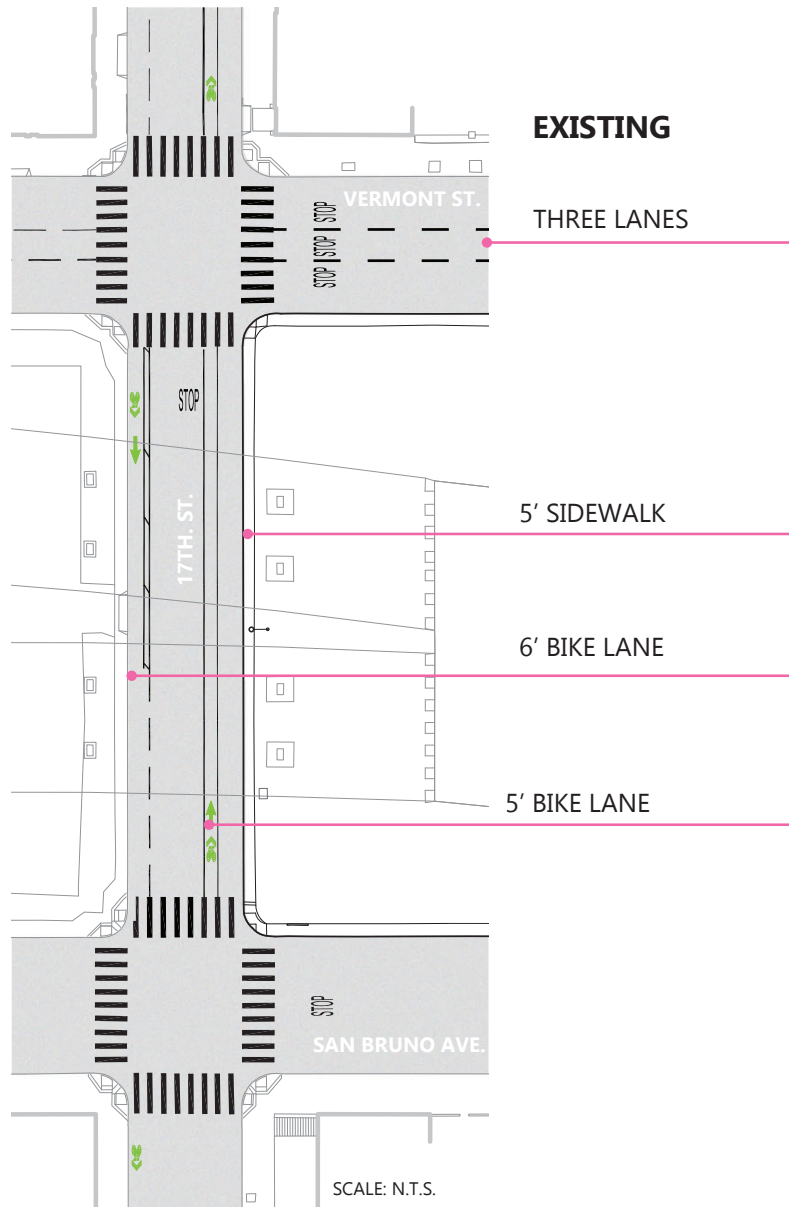 EXISTING
VERMONT ST.
STOP
STOP
STOP
THREE LANES
STOP
17TH. ST.
5’ SIDEWALK
6’ BIKE LANE
5’ BIKE LANE
STOP
SAN BRUNO AVE.
SCALE: N.T.S.